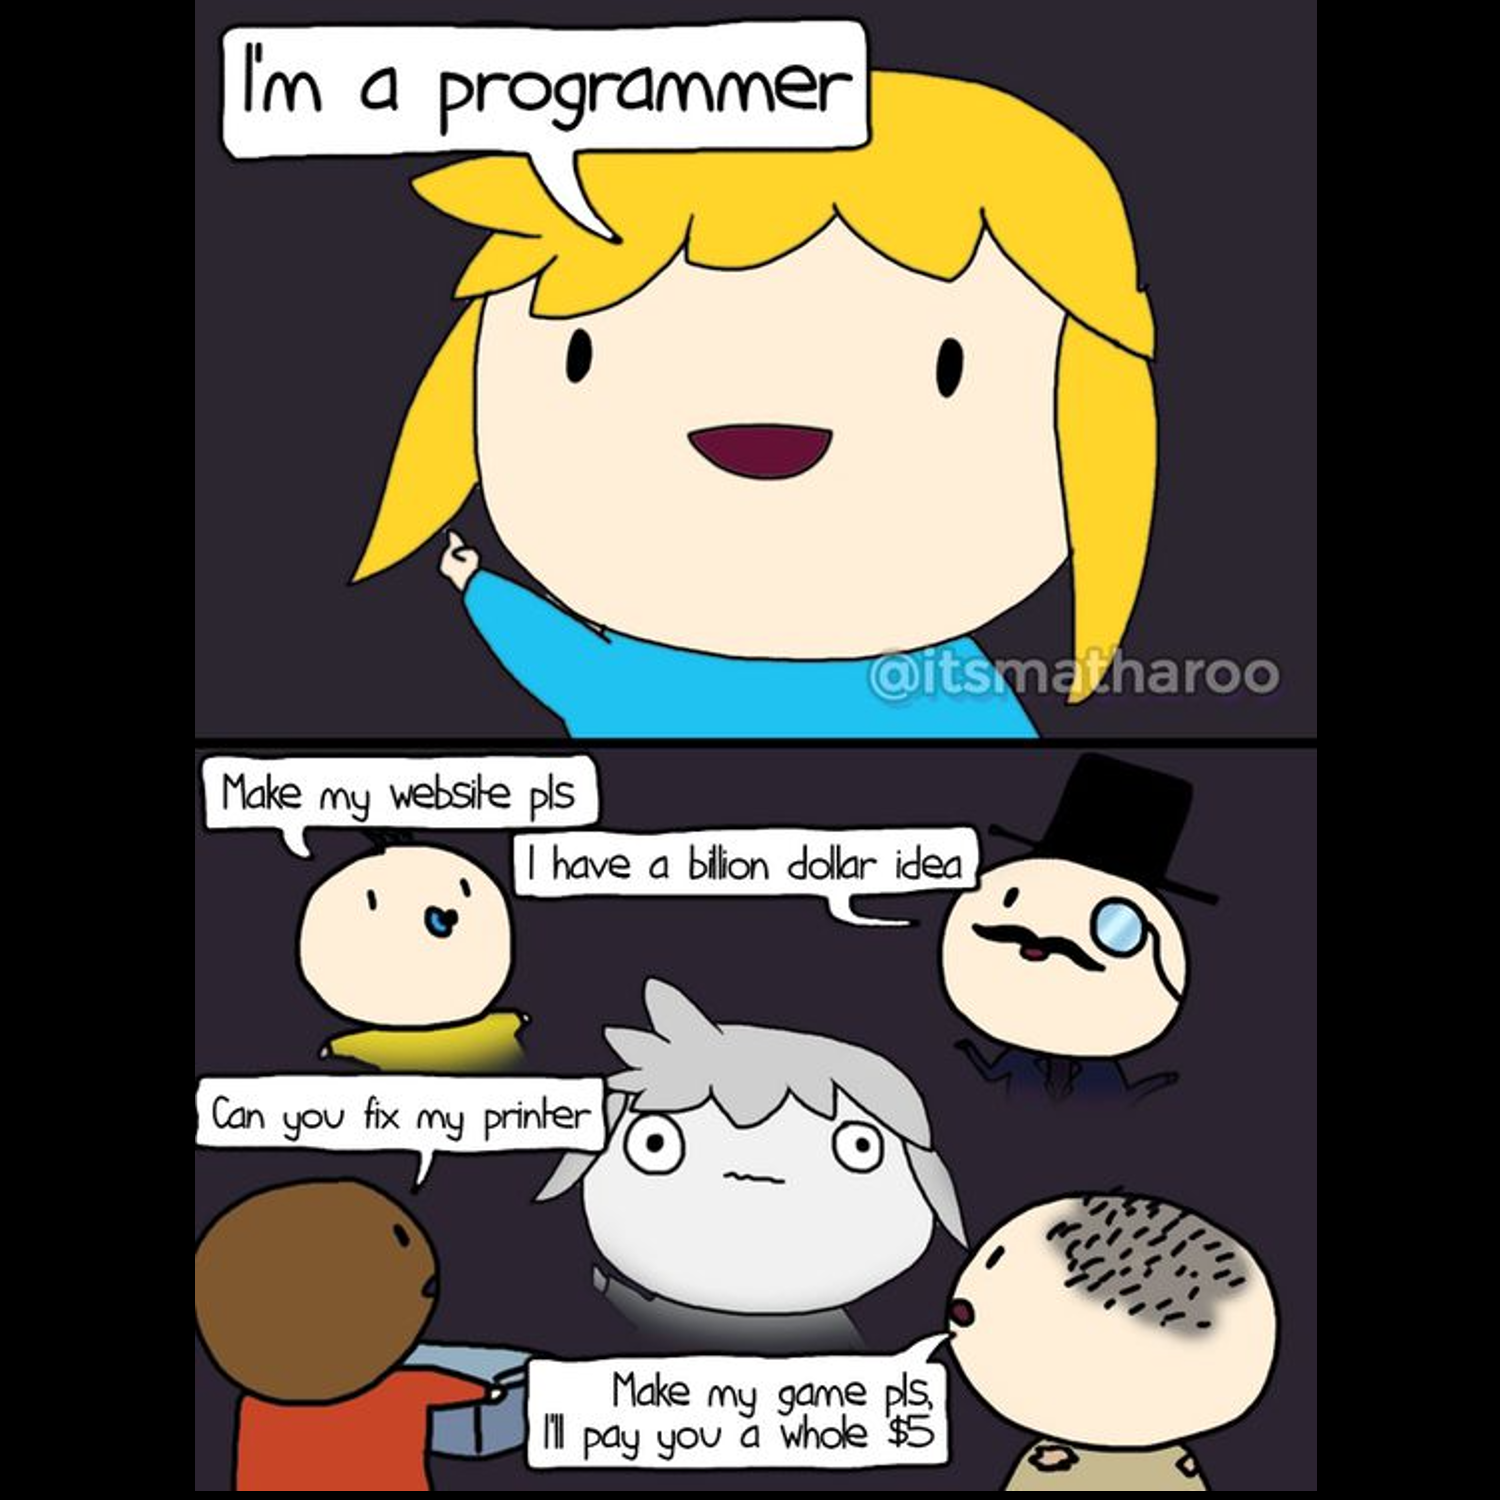 I'm a programmer
@itsmatharoo
Make my website pls
I have a billion dollar idea
Can you fix my printer
Make my game pls,
I'll pay you a whole $5